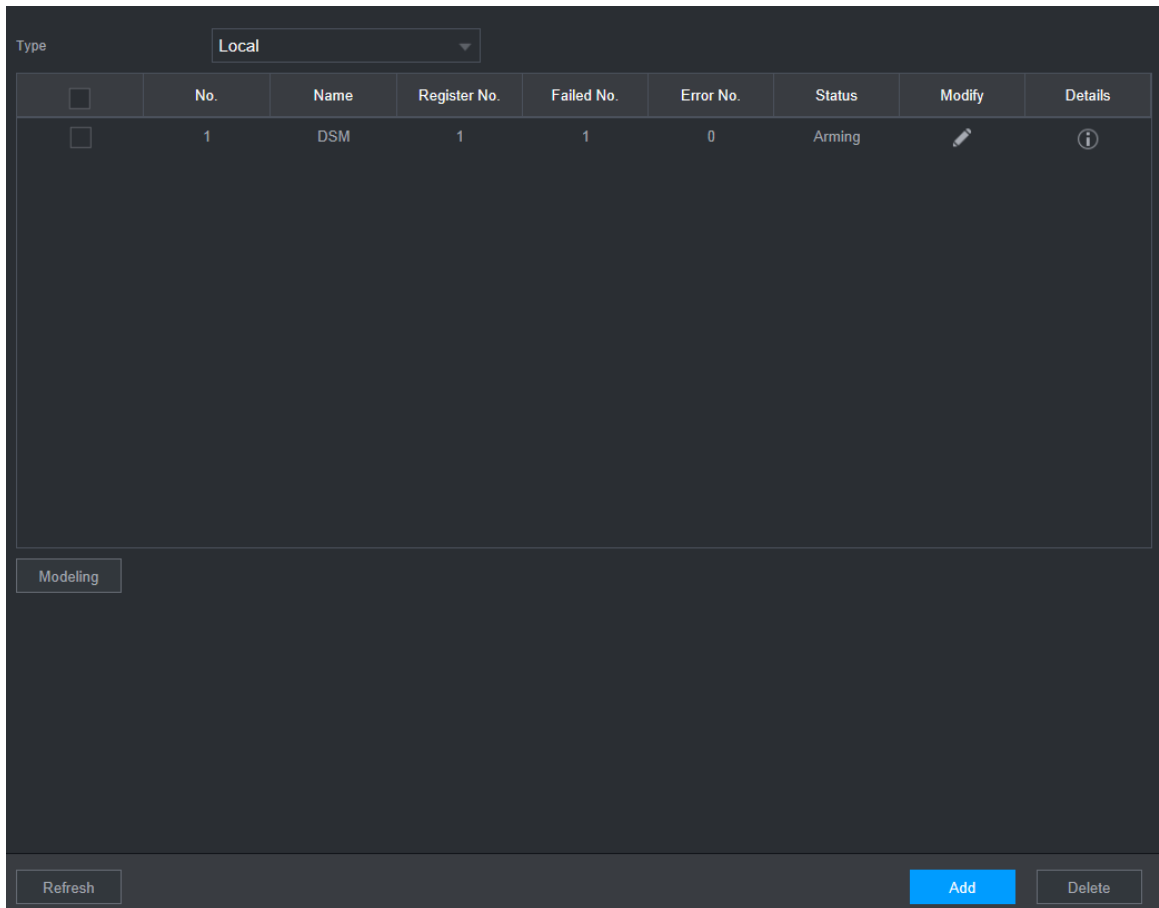 Type Local
No. Name Register No. Failed No. Error No. Status Modify Details
1 DSM 1 1 0 Arming
Modeling
Refresh Add Delete